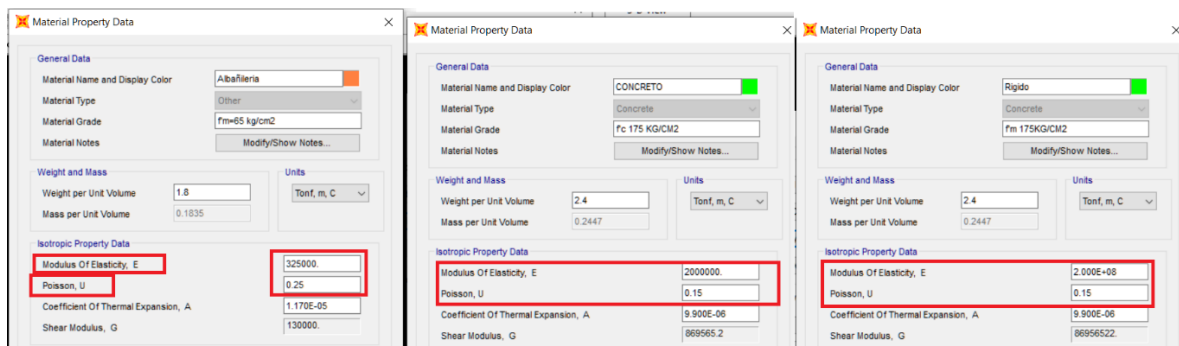 Material Property Data
General Data
Material Name and Display Color Albañileria
Material Type Other
Material Grade f'm=65 kg/cm2
Material Notes Modify/Show Notes...
Weight and Mass Units
Weight per Unit Volume 1.8 Tonf, m, C
Mass per Unit Volume 0.1835
Isotropic Property Data
Modulus Of Elasticity, E 325000.
Poisson, U 0.25
Coefficient Of Thermal Expansion, A 1.170E-05
Shear Modulus, G 130000.
Material Property Data
General Data
Material Name and Display Color CONCRETO
Material Type Concrete
Material Grade f'c 175 KG/CM2
Material Notes Modify/Show Notes...
Weight and Mass Units
Weight per Unit Volume 2.4 Tonf, m, C
Mass per Unit Volume 0.2447
Isotropic Property Data
Modulus Of Elasticity, E 2000000.
Poisson, U 0.15
Coefficient Of Thermal Expansion, A 9.900E-06
Shear Modulus, G 869565.2
Material Property Data
General Data
Material Name and Display Color Rigido
Material Type Concrete
Material Grade f'm 175KG/CM2
Material Notes Modify/Show Notes...
Weight and Mass Units
Weight per Unit Volume 2.4 Tonf, m, C
Mass per Unit Volume 0.2447
Isotropic Property Data
Modulus Of Elasticity, E 2.000E+08
Poisson, U 0.15
Coefficient Of Thermal Expansion, A 9.900E-06
Shear Modulus, G 86956522.